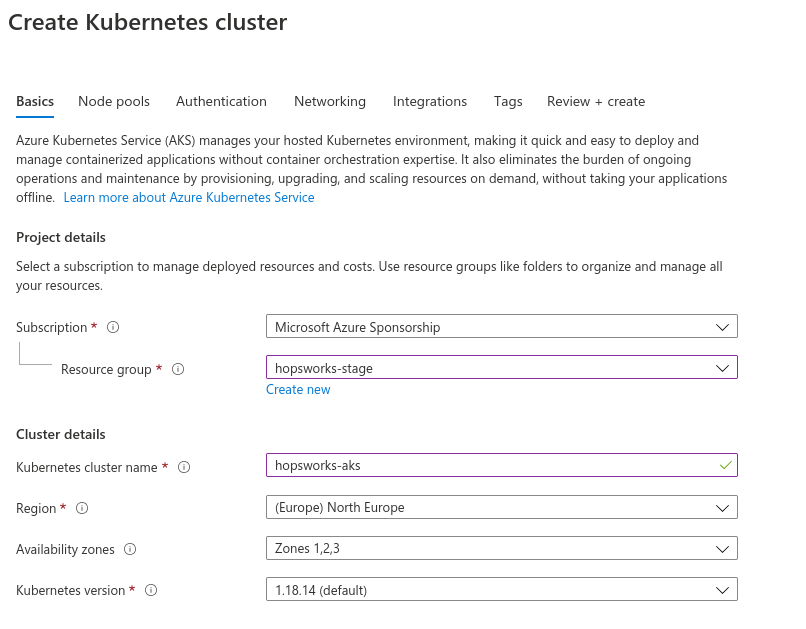 Create Kubernetes cluster
Basics Node pools Authentication Networking Integrations Tags Review + create
Azure Kubernetes Service (AKS) manages your hosted Kubernetes environment, making it quick and easy to deploy and
manage containerized applications without container orchestration expertise. It also eliminates the burden of ongoing
operations and maintenance by provisioning, upgrading, and scaling resources on demand, without taking your applications
offline. Learn more about Azure Kubernetes Service
Project details
Select a subscription to manage deployed resources and costs. Use resource groups like folders to organize and manage all
your resources.
Subscription * Microsoft Azure Sponsorship
Resource group * hopsworks-stage
Create new
Cluster details
Kubernetes cluster name * hopsworks-aks
Region * (Europe) North Europe
Availability zones Zones 1,2,3
Kubernetes version * 1.18.14 (default)